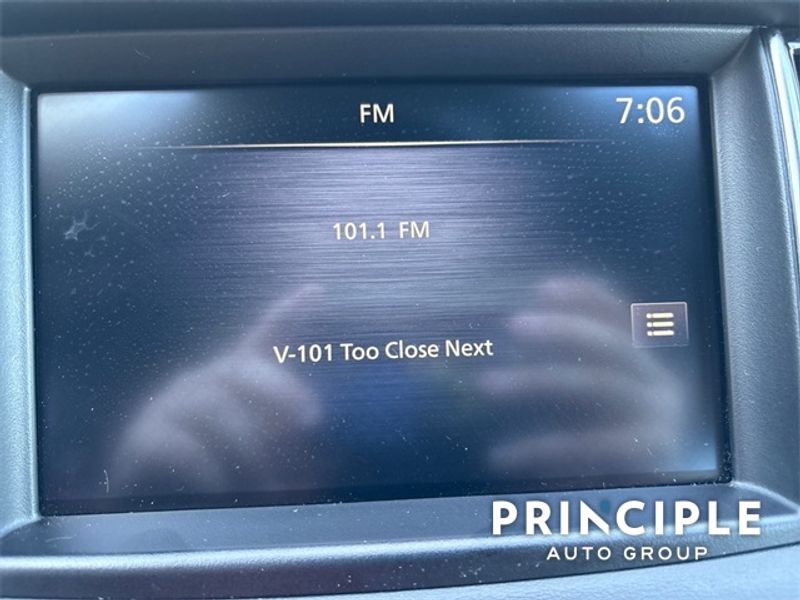 FM
7:06
101.1 FM
V-101 Too Close Next
PRINCIPLE
AUTO GROUP